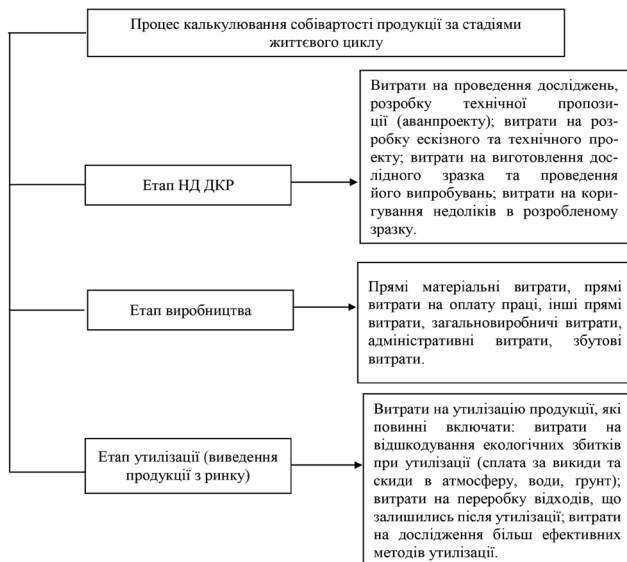 Процес калькулювання собівартості продукції за стадіями
життєвого циклу
Етап НД ДКР
Витрати на проведення досліджень,
розробку технічної пропози-
ції (аванпроекту); витрати на роз-
робку ескізного та технічного про-
екту; витрати на виготовлення дос-
лідного зразка та проведення
його випробувань; витрати на кори-
гування недоліків в розробленому
зразку.
Етап виробництва
Прямі матеріальні витрати, прямі
витрати на оплату праці, інші прямі
витрати, загальновиробничі витрати,
адміністративні витрати, збутові
витрати.
Етап утилізації (виведення
продукції з ринку)
Витрати на утилізацію продукції, які
повинні включати: витрати на
відшкодування екологічних збитків
при утилізації (сплата за викиди та
скиди в атмосферу, води, ґрунт);
витрати на переробку відходів, що
залишились після утилізації; витрати
на дослідження більш ефективних
методів утилізації.